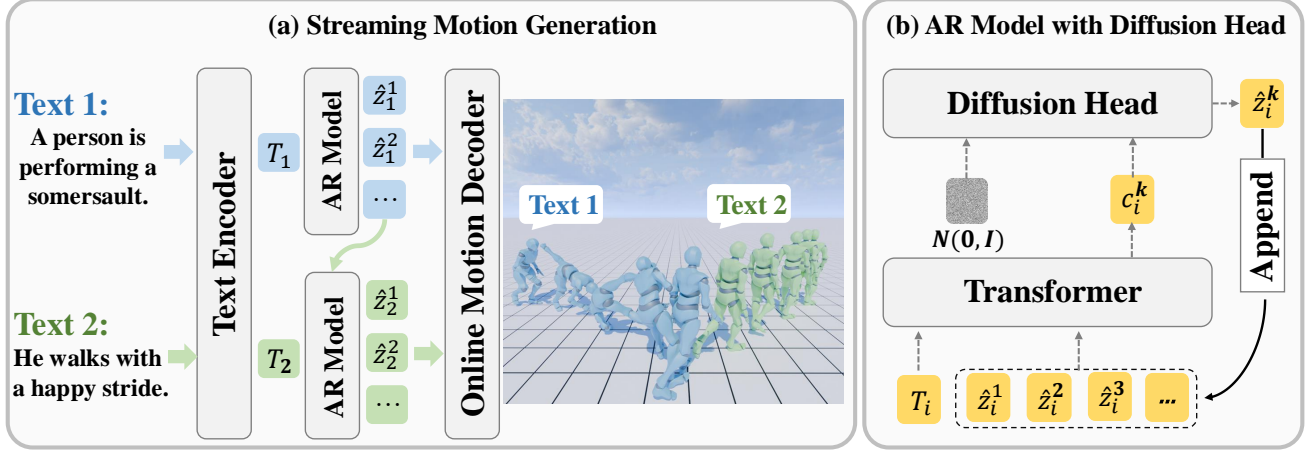 (a) Streaming Motion Generation
Text 1:
A person is
performing a
somersault.
Text 2:
He walks with
a happy stride.
Text Encoder
T₁
T₂
AR Model
ẑ₁¹
ẑ₁²
...
AR Model
ẑ₂¹
ẑ₂²
...
Online Motion Decoder
Text 1
Text 2
(b) AR Model with Diffusion Head
Diffusion Head
ẑᵢᵏ
N(0, I)
cᵢᵏ
Append
Transformer
Tᵢ
ẑᵢ¹
ẑᵢ²
ẑᵢ³
...